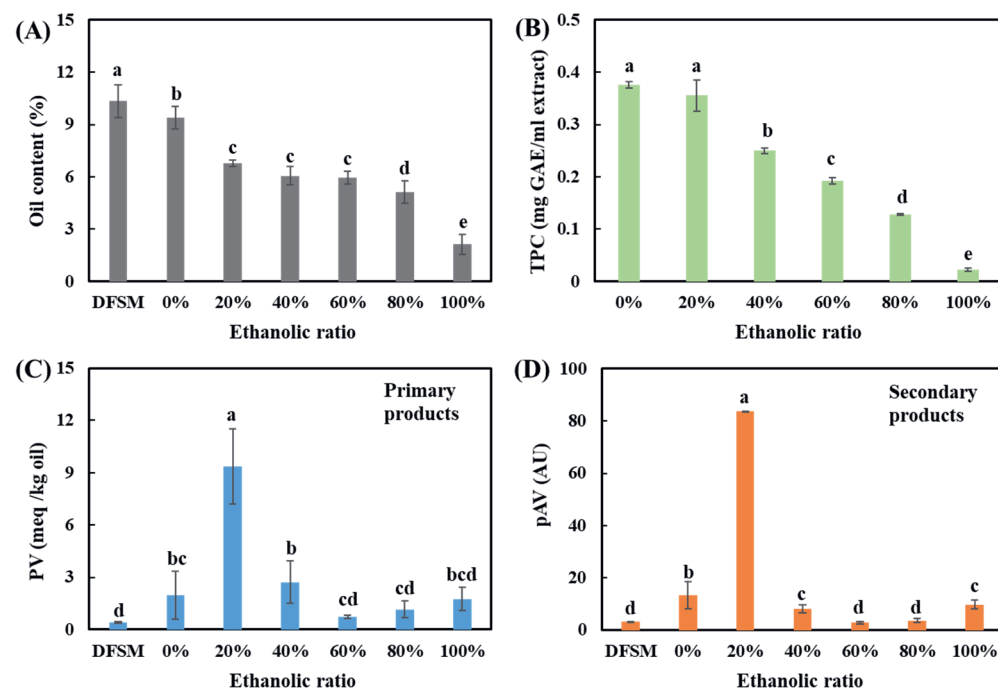 (A)
Oil content (%)
15
12
9
6
3
0
a
b
c
c
c
d
e
DFSM 0% 20% 40% 60% 80% 100%
Ethanolic ratio
(B)
TPC (mg GAE/ml extract)
0.5
0.4
0.3
0.2
0.1
0
a
a
b
c
d
e
0% 20% 40% 60% 80% 100%
Ethanolic ratio
(C)
PV (meq /kg oil)
15
12
9
6
3
0
Primary
products
d
bc
a
b
cd
cd
bcd
DFSM 0% 20% 40% 60% 80% 100%
Ethanolic ratio
(D)
pAV (AU)
100
80
60
40
20
0
Secondary
products
d
b
a
c
d
d
c
DFSM 0% 20% 40% 60% 80% 100%
Ethanolic ratio